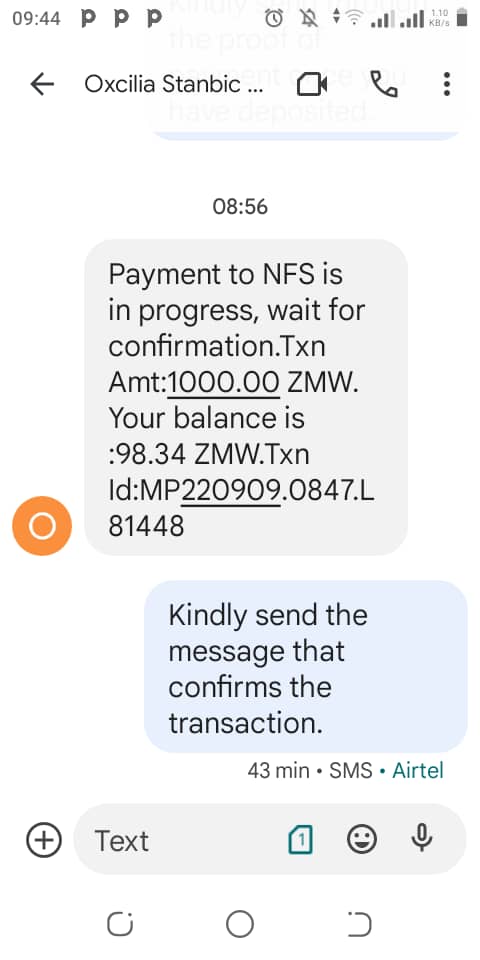 09:44 p p p 1.10 KB/s
Kindly send through
the proof of
payment once you
Oxcilia Stanbic ...
have deposited.
08:56
Payment to NFS is
in progress, wait for
confirmation.Txn
Amt:1000.00 ZMW.
Your balance is
:98.34 ZMW.Txn
Id:MP220909.0847.L
81448
O
Kindly send the
message that
confirms the
transaction.
43 min • SMS • Airtel
Text 1